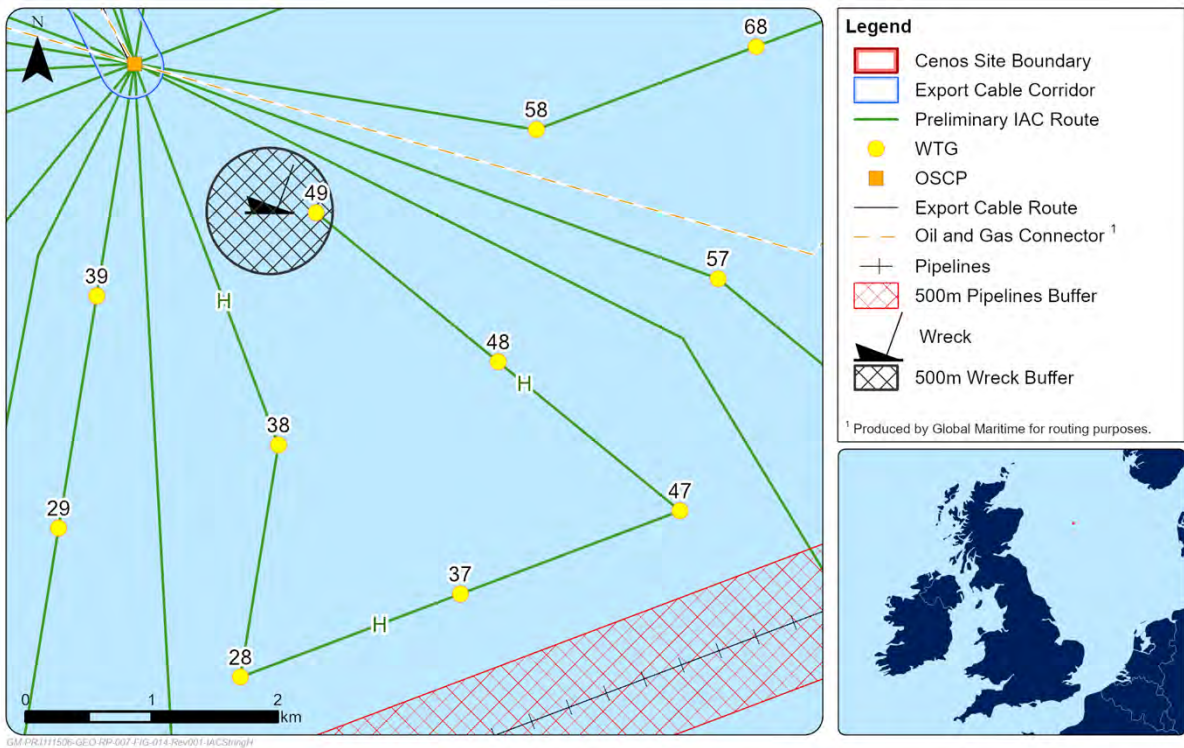 N
68
58
49
57
39
H
48
H
38
47
29
37
H
28
0 1 2
km
Legend
Cenos Site Boundary
Export Cable Corridor
Preliminary IAC Route
WTG
OSCP
Export Cable Route
Oil and Gas Connector 1
Pipelines
500m Pipelines Buffer
Wreck
500m Wreck Buffer
1 Produced by Global Maritime for routing purposes.
GM-PR3111506-GEO-RP-007-FIG-014-Rev001-IACStringH